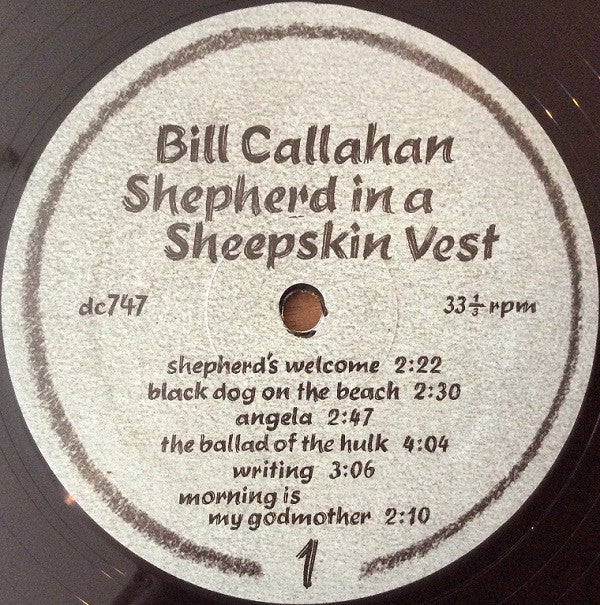 Bill Callahan
Shepherd in a
Sheepskin Vest
dc747
33⅓ rpm
shepherd's welcome 2:22
black dog on the beach 2:30
angela 2:47
the ballad of the hulk 4:04
writing 3:06
morning is
my godmother 2:10
1